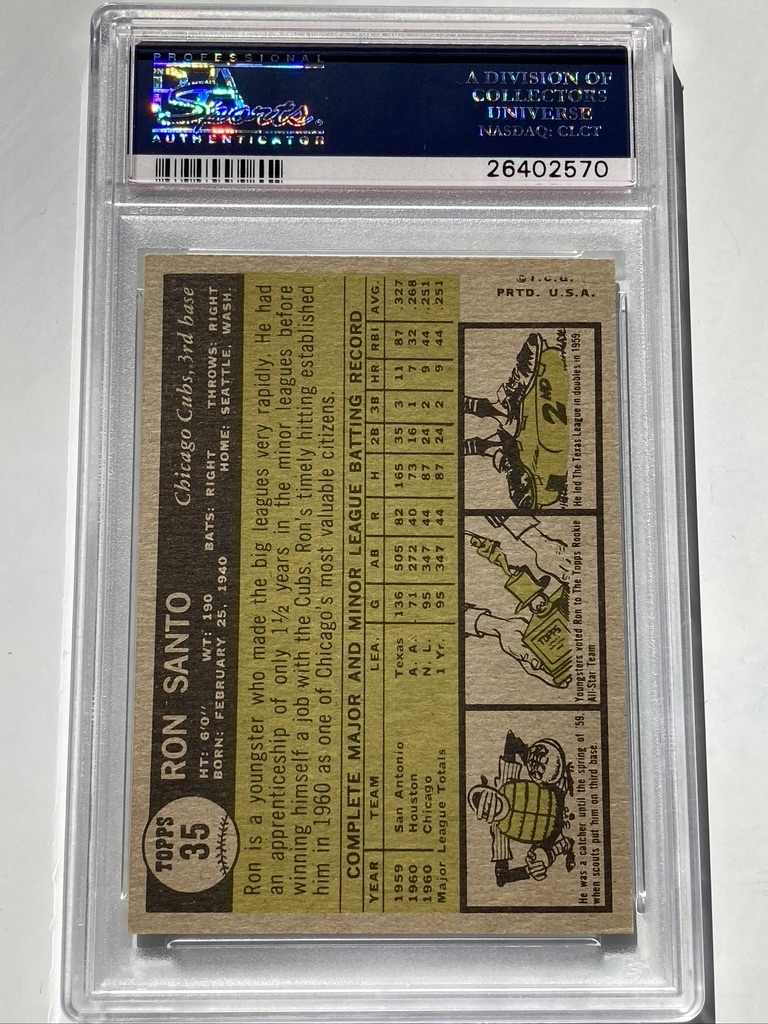 PROFESSIONAL
Sports
AUTHENTICATOR
A DIVISION OF
COLLECTORS
UNIVERSE
NASDAQ: CLCT
26402570
TOPPS
35
RON SANTO
Chicago Cubs, 3rd base
HT: 6'0" WT: 190 BATS: RIGHT THROWS: RIGHT
BORN: FEBRUARY 25, 1940 HOME: SEATTLE, WASH.
Ron is a youngster who made the big leagues very rapidly. He had
an apprenticeship of only 1½ years in the minor leagues before
winning himself a job with the Cubs. Ron's timely hitting established
him in 1960 as one of Chicago's most valuable citizens.
COMPLETE MAJOR AND MINOR LEAGUE BATTING RECORD
YEAR TEAM LEA. G AB R H 2B 3B HR RBI AVG.
1959 San Antonio Texas 136 505 82 165 35 3 11 87 .327
1960 Houston A. A. 71 272 40 73 16 1 7 32 .268
1960 Chicago N. L. 95 347 44 87 24 2 9 44 .251
Major League Totals 1 Yr. 95 347 44 87 24 2 9 44 .251
He was a catcher until the spring of '59,
when scouts put him on third base.
TOPPS
Youngsters voted Ron to The Topps Rookie
All-Star Team
2ND
He led The Texas League in doubles in 1959.
© T.C.G.
PRTD. U.S.A.